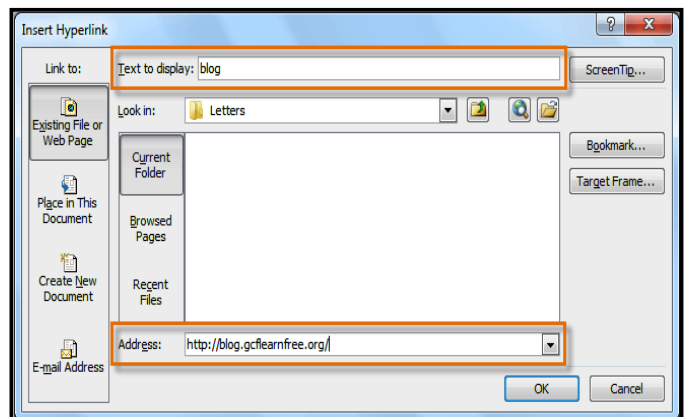 Insert Hyperlink
? X
Link to:
Text to display: blog
ScreenTip...
Existing File or
Web Page
Look in:
Letters
Bookmark...
Current
Folder
Target Frame...
Place in This
Document
Browsed
Pages
Create New
Document
Recent
Files
Address:
http://blog.gcflearnfree.org/
E-mail Address
OK
Cancel